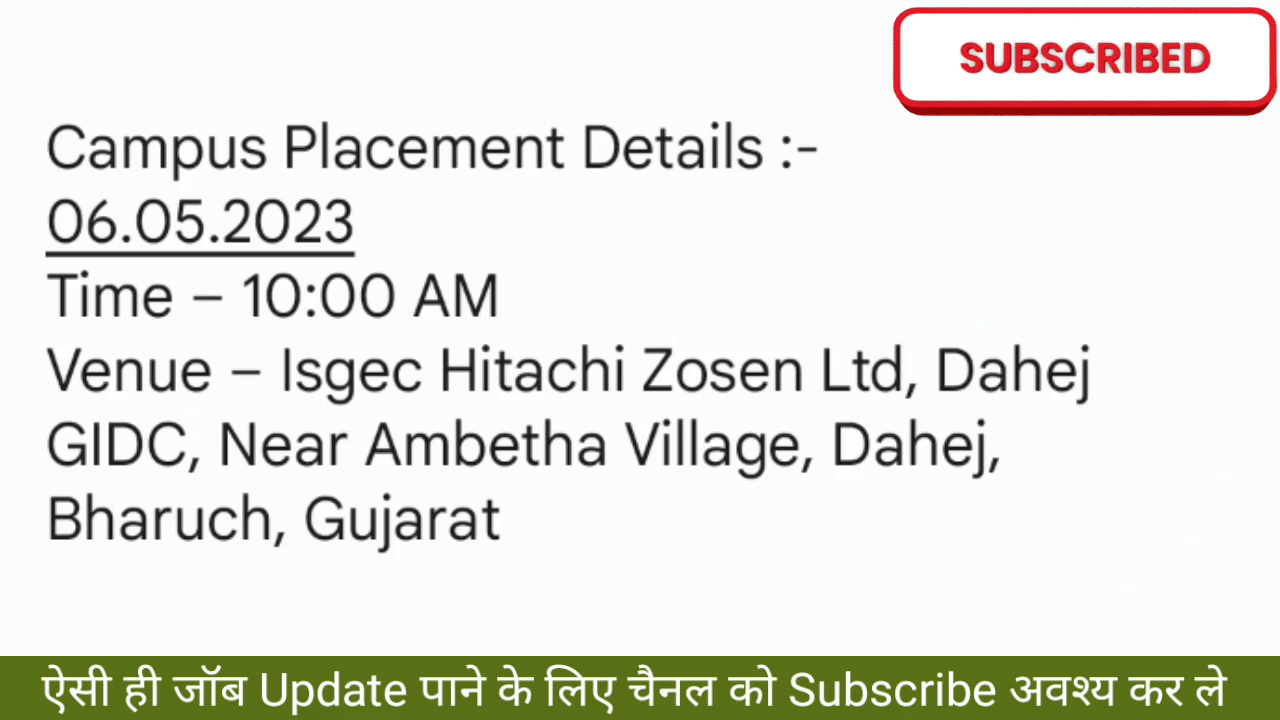 SUBSCRIBED
Campus Placement Details :-
06.05.2023
Time – 10:00 AM
Venue – Isgec Hitachi Zosen Ltd, Dahej
GIDC, Near Ambetha Village, Dahej,
Bharuch, Gujarat
ऐसी ही जॉब Update पाने के लिए चैनल को Subscribe अवश्य कर ले